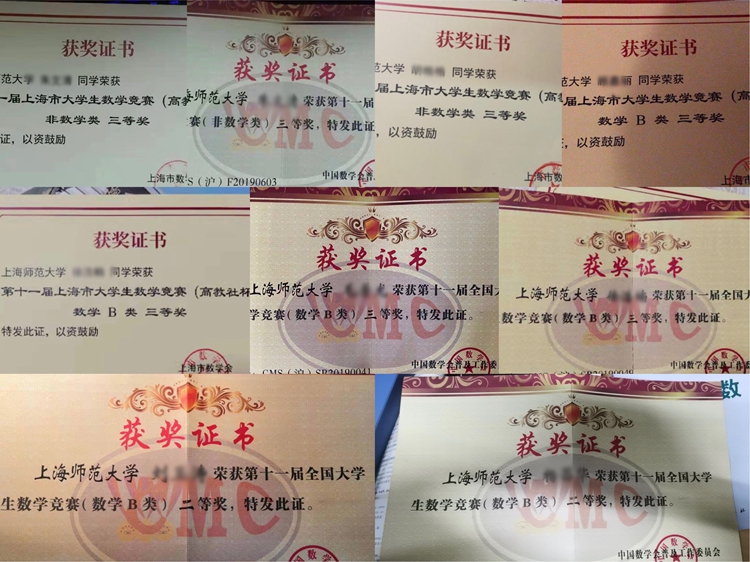 获奖证书
范大学 同学荣获
一届上海市大学生数学竞赛（高教
非数学类 三等奖
证，以资鼓励
上海市数
获奖证书
海师范大学 荣获第十一届
赛（非数学类）三等奖，特发此证
CMC
S（沪）F20190603
中国数学会普
获奖证书
范大学 同学荣获
届上海市大学生数学竞赛（高
非数学类 三等奖
证，以资鼓励
上海市
获奖证书
范大学 同学荣获
届上海市大学生数学竞赛（高
数学 B 类 三等奖
证，以资鼓励
上海市
获奖证书
上海师范大学 同学荣获
第十一届上海市大学生数学竞赛（高教社杯
数学 B 类 三等奖
特发此证，以资鼓励
上海市数学会
获奖证书
上海师范大学 荣获第十一届全国大
学竞赛（数学B类）三等奖，特发此证。
CMC
中国数学会普及工作委
CMS（沪）SB20190041
获奖证书
上海师范大学 荣获第十一届全国
数学竞赛（数学B类）三等奖，特发此证。
CMC
中国数学会普及工作委
获奖证书
上海师范大学 荣获第十一届全国大学
生数学竞赛（数学B类）二等奖，特发此证。
CMC
获奖证书
上海师范大学 荣获第十一届全国大学
生数学竞赛（数学B类）二等奖，特发此证。
CMC
中国数学会普及工作委员会
数